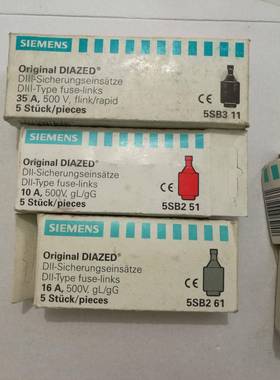 SIEMENS
Original DIAZED®
DIII-Sicherungseinsätze
DIII-Type fuse-links
35 A, 500 V, flink/rapid
5 Stück/pieces
CE
5SB3 11
SIEMENS
Original DIAZED®
DII-Sicherungseinsätze
DII-Type fuse-links
10 A, 500V, gL/gG
5 Stück/pieces
CE
5SB2 51
SIEMENS
Original DIAZED®
DII-Sicherungseinsätze
DII-Type fuse-links
16 A, 500V, gL/gG
5 Stück/pieces
CE
5SB2 61